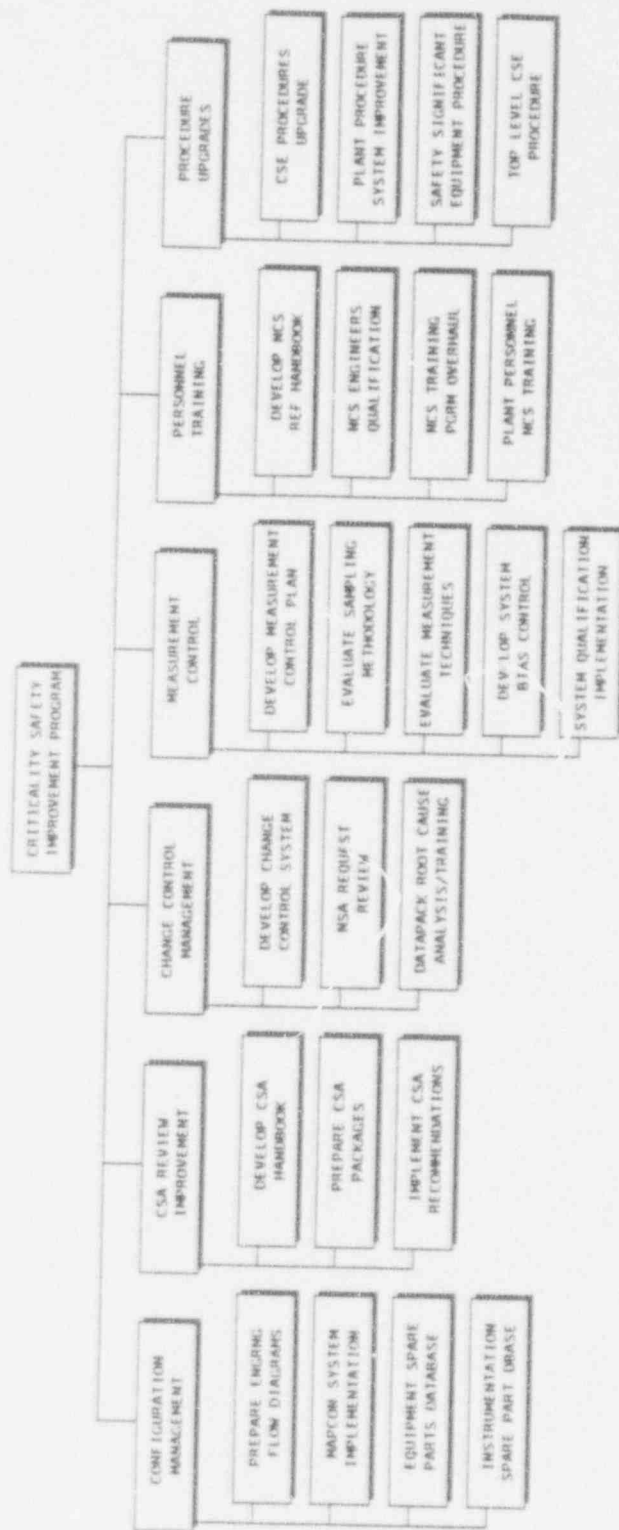 CRITICALITY SAFETY
IMPROVEMENT PROGRAM
CONFIGURATION
MANAGEMENT
PREPARE ENGRNG
FLOW DIAGRAMS
MAPCON SYSTEM
IMPLEMENTATION
EQUIPMENT SPARE
PARTS DATABASE
INSTRUMENTATION
SPARE PART DBASE
CSA REVIEW
IMPROVEMENT
DEVELOP CSA
HANDBOOK
PREPARE CSA
PACKAGES
IMPLEMENT CSA
RECOMMENDATIONS
CHANGE CONTROL
MANAGEMENT
DEVELOP CHANGE
CONTROL SYSTEM
NSA REQUEST
REVIEW
DATAPACK ROOT CAUSE
ANALYSIS/TRAINING
MEASUREMENT
CONTROL
DEVELOP MEASUREMENT
CONTROL PLAN
EVALUATE SAMPLING
METHODOLOGY
EVALUATE MEASUREMENT
TECHNIQUES
DEV LOP SYSTEM
BIAS CONTROL
SYSTEM QUALIFICATION
IMPLEMENTATION
PERSONNEL
TRAINING
DEVELOP NCS
REF HANDBOOK
NCS ENGINEERS
QUALIFICATION
NCS TRAINING
PGRM OVERHAUL
PLANT PERSONNEL
NCS TRAINING
PROCEDURE
UPGRADES
CSE PROCEDURES
UPGRADE
PLANT PROCEDURE
SYSTEM IMPROVEMENT
SAFETY SIGNIFICANT
EQUIPMENT PROCEDURE
TOP LEVEL CSE
PROCEDURE